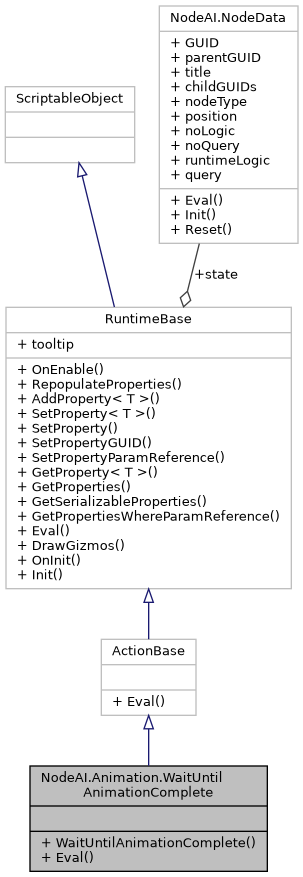 NodeAI.NodeData
+ GUID
+ parentGUID
+ title
+ childGUIDs
+ nodeType
+ position
+ noLogic
+ noQuery
+ runtimeLogic
+ query
+ Eval()
+ Init()
+ Reset()
ScriptableObject
+state
RuntimeBase
+ tooltip
+ OnEnable()
+ RepopulateProperties()
+ AddProperty< T >()
+ SetProperty< T >()
+ SetProperty()
+ SetPropertyGUID()
+ SetPropertyParamReference()
+ GetProperty< T >()
+ GetProperties()
+ GetSerializableProperties()
+ GetPropertiesWhereParamReference()
+ Eval()
+ DrawGizmos()
+ OnInit()
+ Init()
ActionBase
+ Eval()
NodeAI.Animation.WaitUntil
AnimationComplete
+ WaitUntilAnimationComplete()
+ Eval()